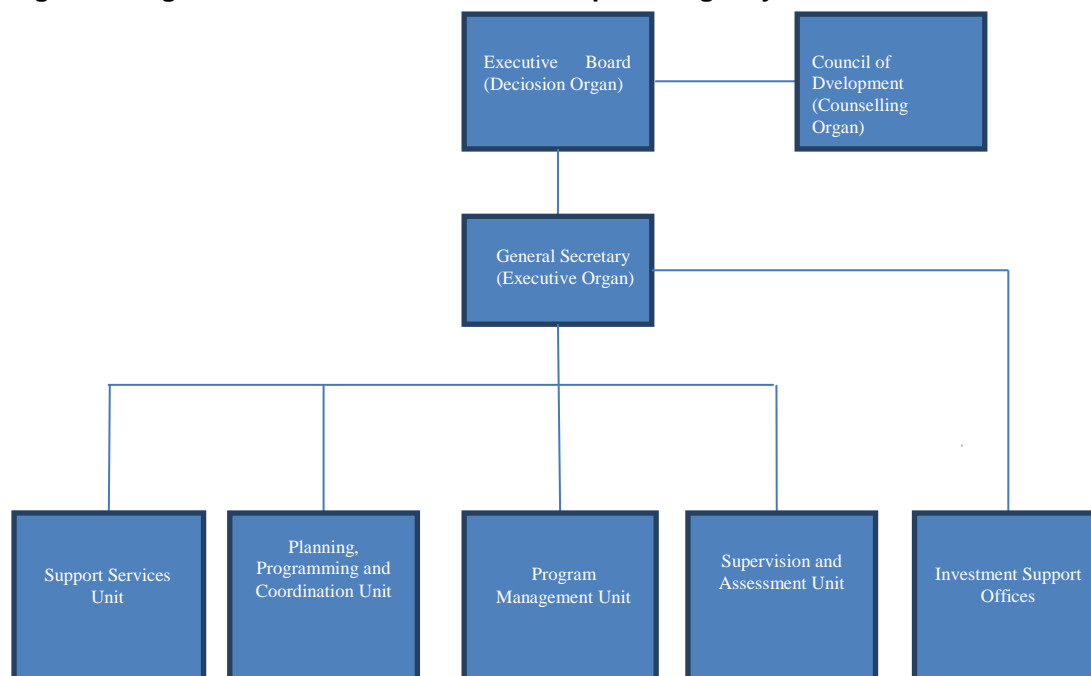 Executive Board
(Deciosion Organ)
Council of
Dvelopment
(Counselling
Organ)
General Secretary
(Executive Organ)
Support Services
Unit
Planning,
Programming and
Coordination Unit
Program
Management Unit
Supervision and
Assessment Unit
Investment Support
Offices